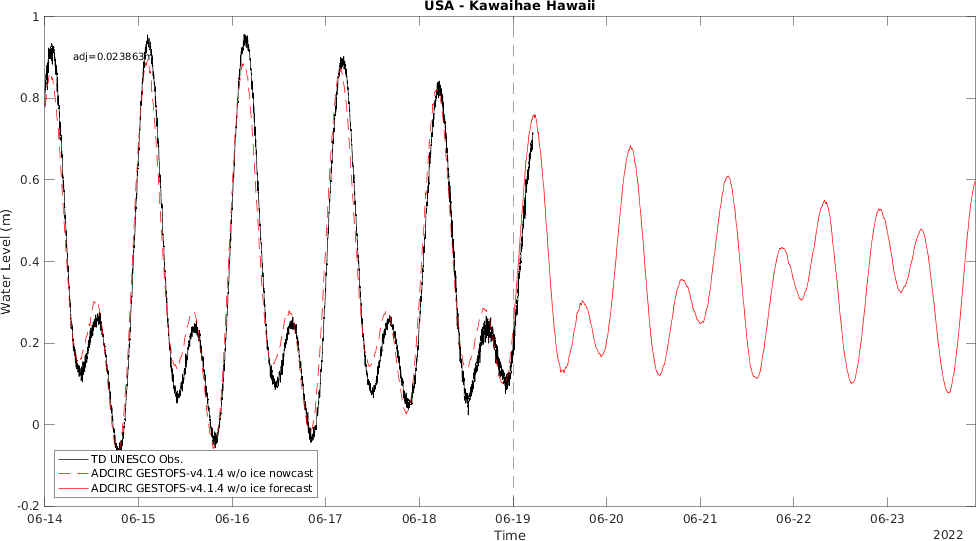 USA - Kawaihae Hawaii
1
0.8
0.6
0.4
0.2
0
-0.2
Water Level (m)
adj=0.023863m
TD UNESCO Obs.
ADCIRC GESTOFS-v4.1.4 w/o ice nowcast
ADCIRC GESTOFS-v4.1.4 w/o ice forecast
06-14 06-15 06-16 06-17 06-18 06-19 06-20 06-21 06-22 06-23
Time
2022